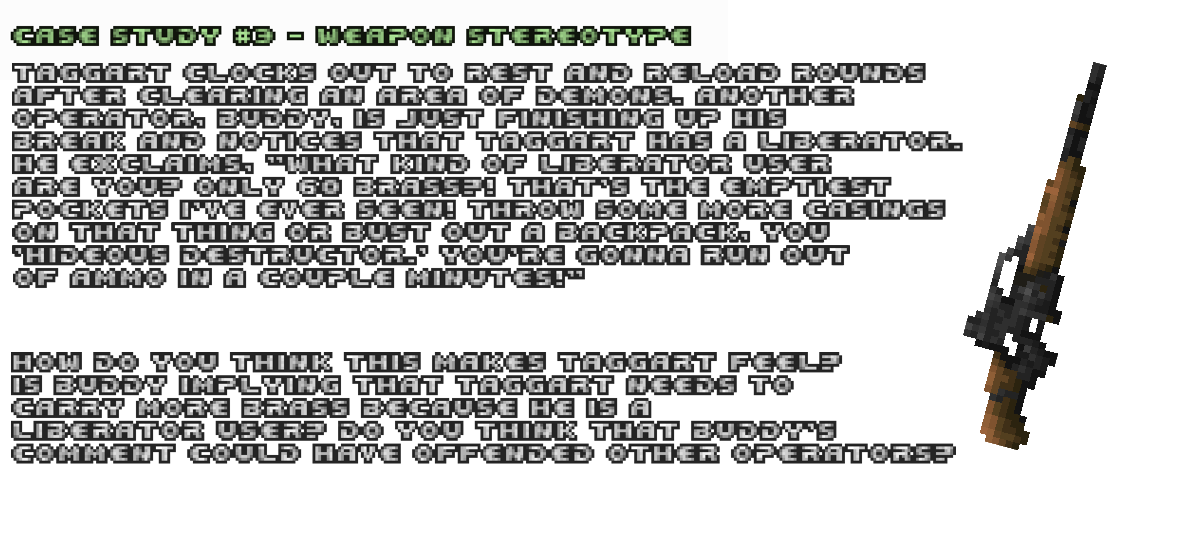 CASE STUDY #3 - WEAPON STEREOTYPE
TAGGART CLOCKS OUT TO REST AND RELOAD ROUNDS
AFTER CLEARING AN AREA OF DEMONS. ANOTHER
OPERATOR, BUDDY, IS JUST FINISHING UP HIS
BREAK AND NOTICES THAT TAGGART HAS A LIBERATOR.
HE EXCLAIMS, "WHAT KIND OF LIBERATOR USER
ARE YOU? ONLY 60 BRASS?! THAT'S THE EMPTIEST
POCKETS I'VE EVER SEEN! THROW SOME MORE CASINGS
ON THAT THING OR BUST OUT A BACKPACK, YOU
'HIDEOUS DESTRUCTOR.' YOU'RE GONNA RUN OUT
OF AMMO IN A COUPLE MINUTES!"
HOW DO YOU THINK THIS MAKES TAGGART FEEL?
IS BUDDY IMPLYING THAT TAGGART NEEDS TO
CARRY MORE BRASS BECAUSE HE IS A
LIBERATOR USER? DO YOU THINK THAT BUDDY'S
COMMENT COULD HAVE OFFENDED OTHER OPERATORS?